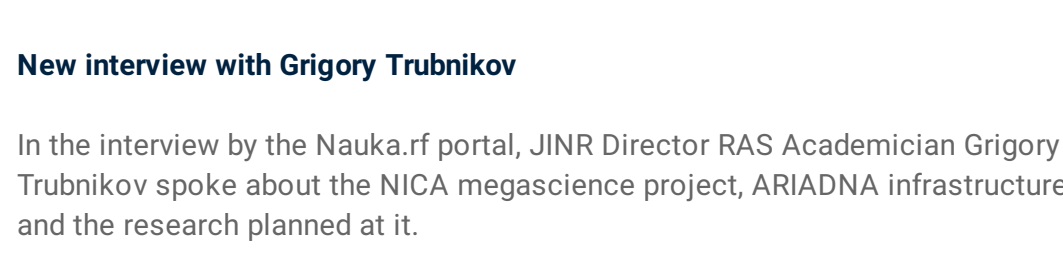 New interview with Grigory Trubnikov
In the interview by the Nauka.rf portal, JINR Director RAS Academician Grigory
Trubnikov spoke about the NICA megascience project, ARIADNA infrastructure
and the research planned at it.